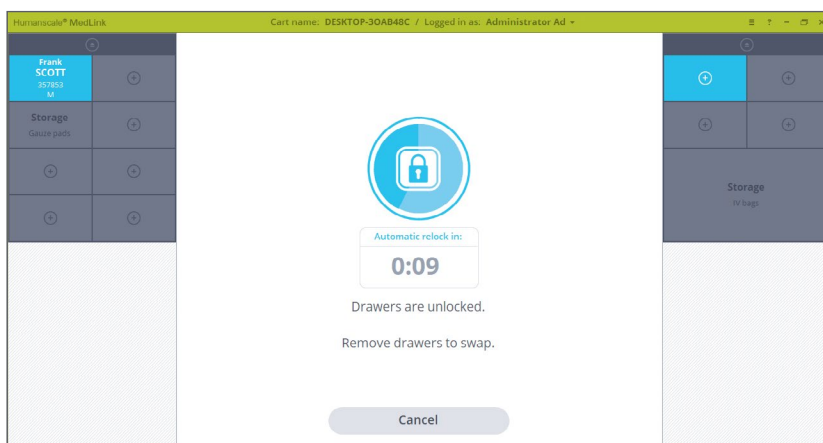 Humanscale® MedLink
Cart name: DESKTOP-3OAB48C / Logged in as: Administrator Ad
Frank
SCOTT
357853
M
Storage
Gauze pads
Automatic relock in:
0:09
Drawers are unlocked.
Remove drawers to swap.
Cancel
Storage
IV bags